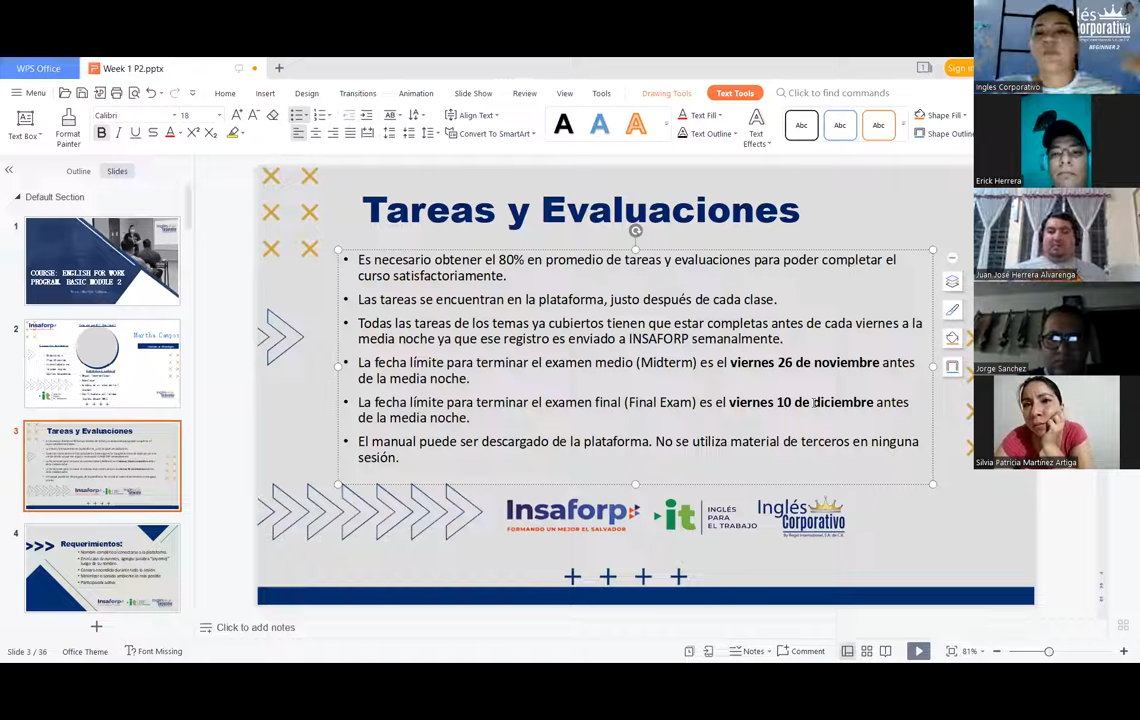 WPS Office
Week 1 P2.pptx
Sign in
Menu
Home
Insert
Design
Transitions
Animation
Slide Show
Review
View
Tools
Drawing Tools
Text Tools
Click to find commands
Text Box
Format Painter
Calibri
18
Align Text
Convert To SmartArt
Text Fill
Text Outline
Text Effects
Abc
Abc
Abc
Shape Fill
Shape Outline
Outline
Slides
Default Section
1
COURSE: ENGLISH FOR WORK
PROGRAM. BASIC MODULE 2
2
Insaforp
Martha Campos
3
Tareas y Evaluaciones
4
Requerimientos:
Tareas y Evaluaciones
• Es necesario obtener el 80% en promedio de tareas y evaluaciones para poder completar el
curso satisfactoriamente.
• Las tareas se encuentran en la plataforma, justo después de cada clase.
• Todas las tareas de los temas ya cubiertos tienen que estar completas antes de cada viernes a la
media noche ya que ese registro es enviado a INSAFORP semanalmente.
• La fecha límite para terminar el examen medio (Midterm) es el viernes 26 de noviembre antes
de la media noche.
• La fecha límite para terminar el examen final (Final Exam) es el viernes 10 de diciembre antes
de la media noche.
• El manual puede ser descargado de la plataforma. No se utiliza material de terceros en ninguna
sesión.
Insaforp
FORMANDO UN MEJOR EL SALVADOR
it
INGLÉS
PARA
EL TRABAJO
Inglés
Corporativo
Click to add notes
Slide 3 / 36
Office Theme
Font Missing
Notes
Comment
81%
BEGINNER 2
Ingles Corporativo
Erick Herrera
Juan José Herrera Alvarenga
Jorge Sanchez
Silvia Patricia Martínez Artiga